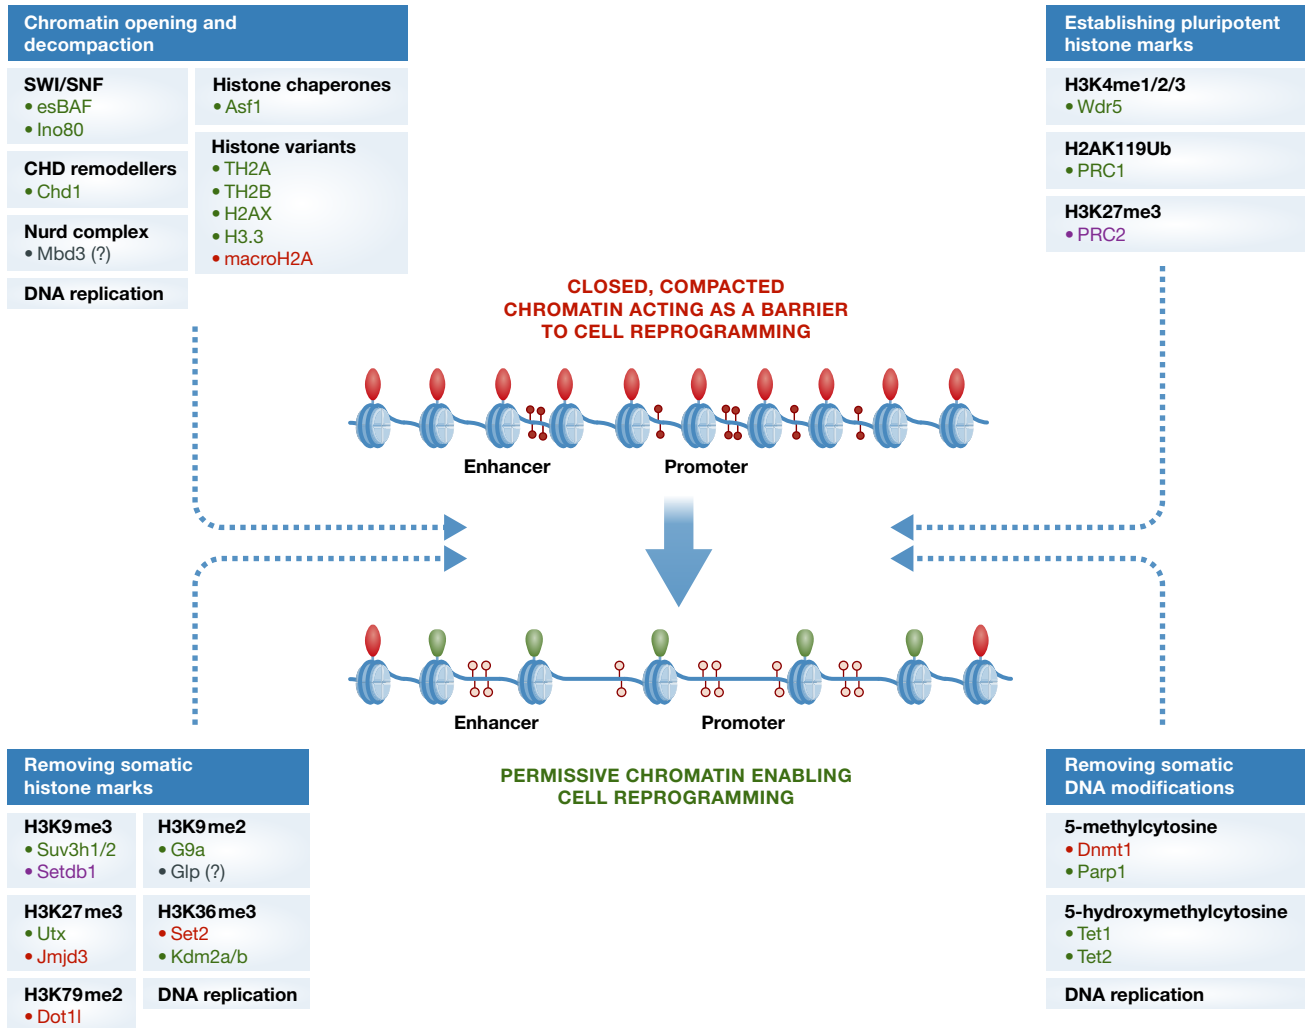 Chromatin opening and
decompaction
SWI/SNF
• esBAF
• Ino80
CHD remodellers
• Chd1
Nurd complex
• Mbd3 (?)
DNA replication
Histone chaperones
• Asf1
Histone variants
• TH2A
• TH2B
• H2AX
• H3.3
• macroH2A
Establishing pluripotent
histone marks
H3K4me1/2/3
• Wdr5
H2AK119Ub
• PRC1
H3K27me3
• PRC2
CLOSED, COMPACTED
CHROMATIN ACTING AS A BARRIER
TO CELL REPROGRAMMING
Enhancer
Promoter
Enhancer
Promoter
PERMISSIVE CHROMATIN ENABLING
CELL REPROGRAMMING
Removing somatic
histone marks
H3K9me3
• Suv3h1/2
• Setdb1
H3K27me3
• Utx
• Jmjd3
H3K79me2
• Dot1l
H3K9me2
• G9a
• Glp (?)
H3K36me3
• Set2
• Kdm2a/b
DNA replication
Removing somatic
DNA modifications
5-methylcytosine
• Dnmt1
• Parp1
5-hydroxymethylcytosine
• Tet1
• Tet2
DNA replication